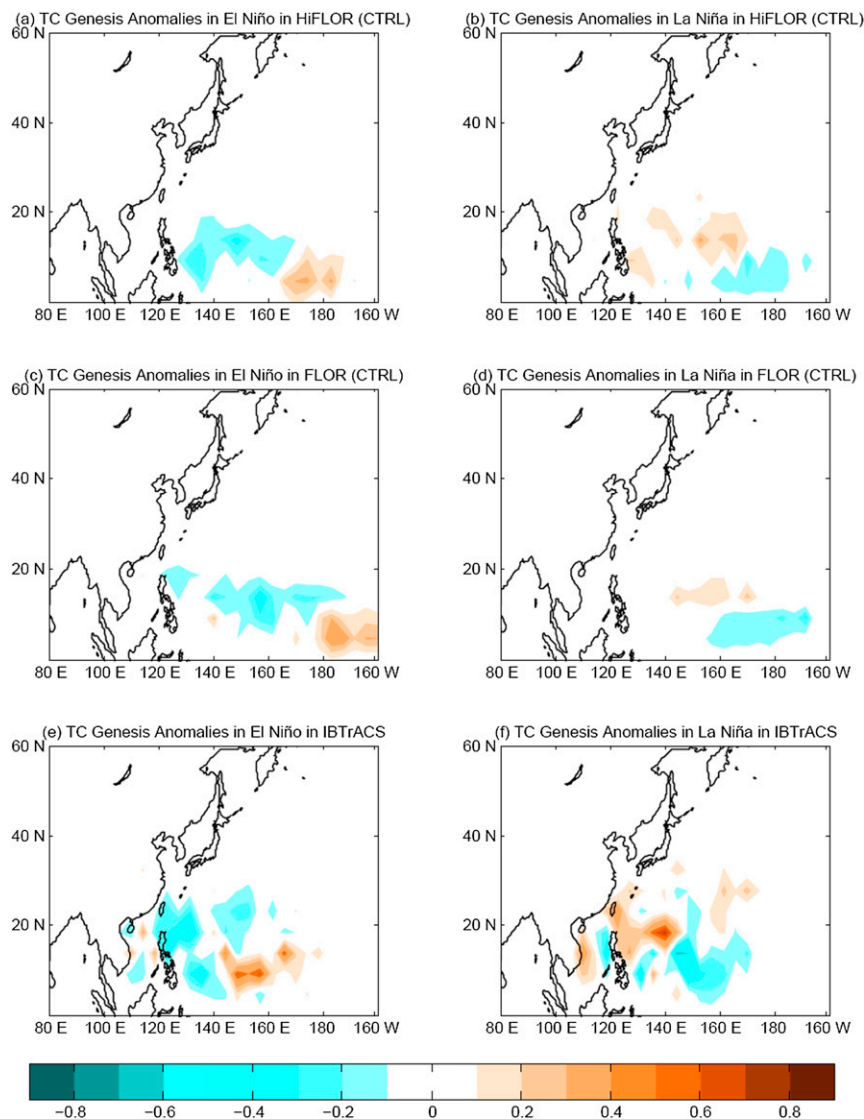 (a) TC Genesis Anomalies in El Niño in HiFLOR (CTRL)
(b) TC Genesis Anomalies in La Niña in HiFLOR (CTRL)
60 N
60 N
40 N
40 N
20 N
20 N
80 E 100 E 120 E 140 E 160 E 180 160 W
80 E 100 E 120 E 140 E 160 E 180 160 W
(c) TC Genesis Anomalies in El Niño in FLOR (CTRL)
(d) TC Genesis Anomalies in La Niña in FLOR (CTRL)
60 N
60 N
40 N
40 N
20 N
20 N
80 E 100 E 120 E 140 E 160 E 180 160 W
80 E 100 E 120 E 140 E 160 E 180 160 W
(e) TC Genesis Anomalies in El Niño in IBTrACS
(f) TC Genesis Anomalies in La Niña in IBTrACS
60 N
60 N
40 N
40 N
20 N
20 N
80 E 100 E 120 E 140 E 160 E 180 160 W
80 E 100 E 120 E 140 E 160 E 180 160 W
−0.8 −0.6 −0.4 −0.2 0 0.2 0.4 0.6 0.8